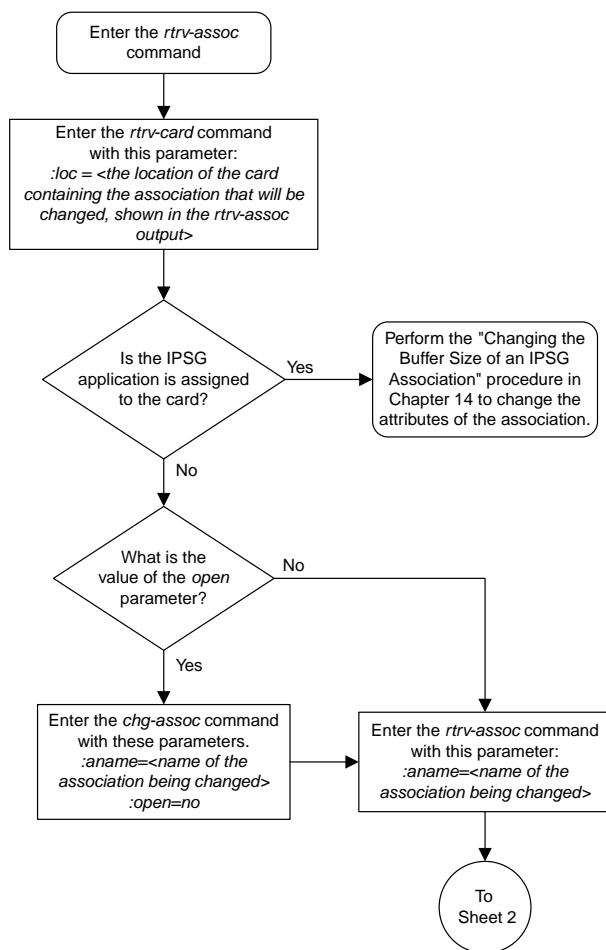 Enter the rtrv-assoc
command
Enter the rtrv-card command
with this parameter:
:loc = <the location of the card
containing the association that will be
changed, shown in the rtrv-assoc
output>
Is the IPSG
application is assigned
to the card?
Yes
Perform the "Changing the
Buffer Size of an IPSG
Association" procedure in
Chapter 14 to change the
attributes of the association.
No
What is the
value of the open
parameter?
No
Yes
Enter the chg-assoc command
with these parameters.
:aname=<name of the
association being changed>
:open=no
Enter the rtrv-assoc command
with this parameter:
:aname=<name of the
association being changed>
To
Sheet 2